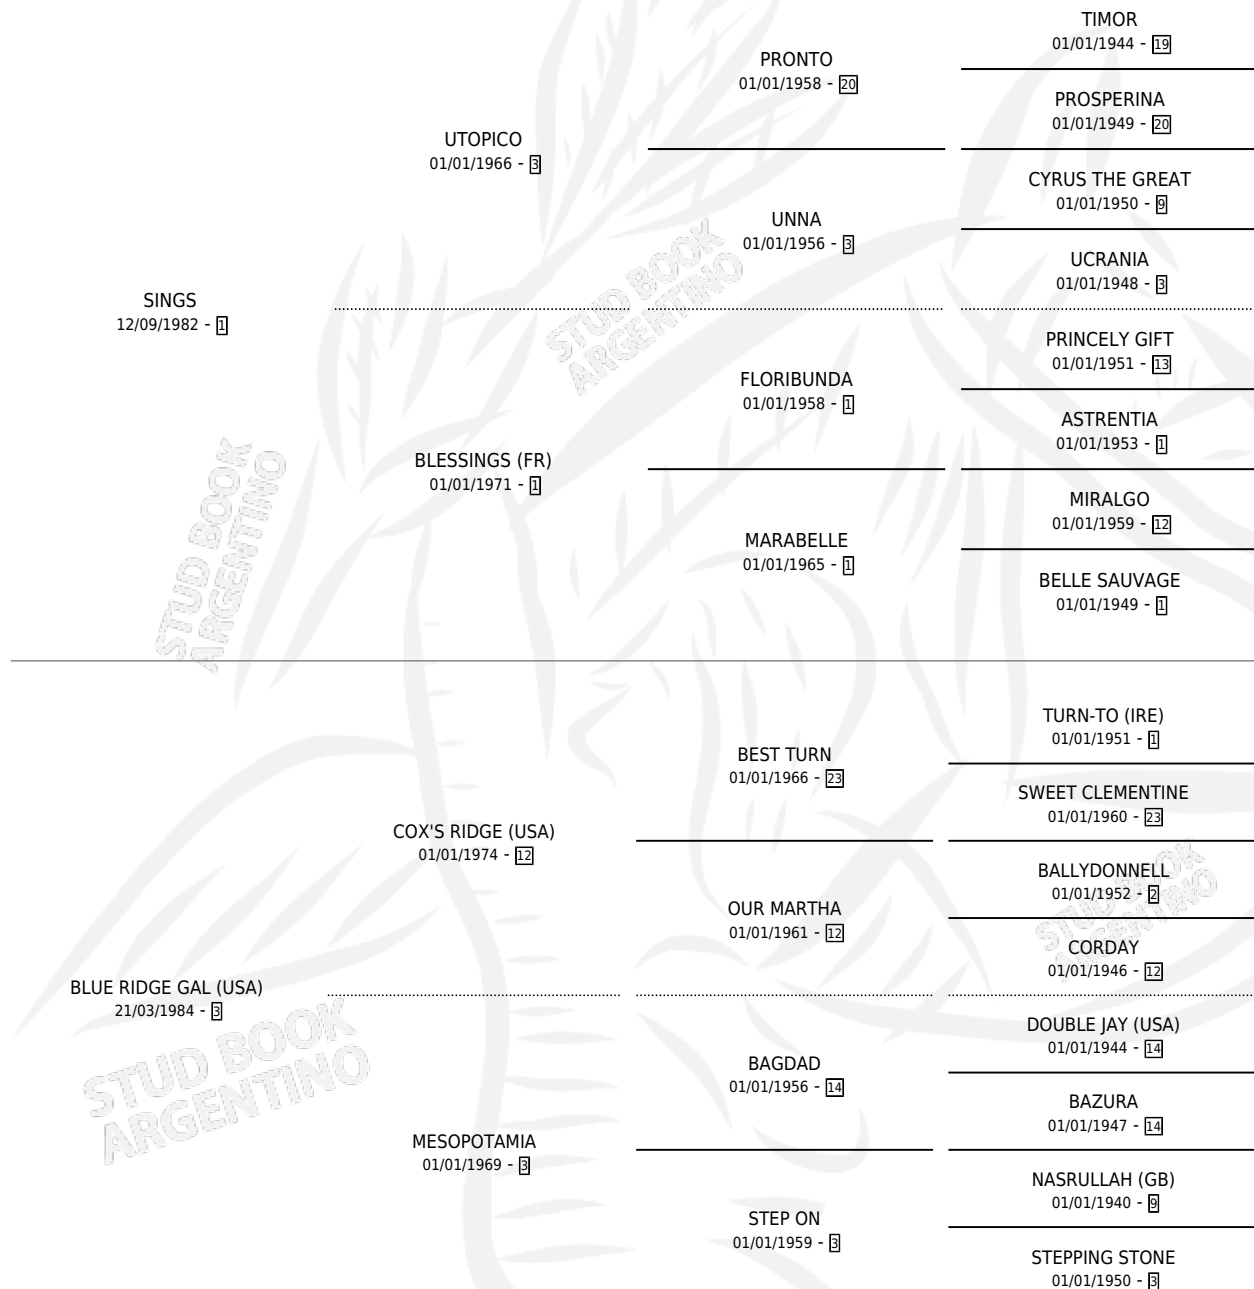 TIMOR
01/01/1944 - 19
PRONTO
01/01/1958 - 20
PROSPERINA
01/01/1949 - 20
UTOPICO
01/01/1966 - 3
CYRUS THE GREAT
01/01/1950 - 9
UNNA
01/01/1956 - 3
UCRANIA
01/01/1948 - 3
SINGS
12/09/1982 - 1
STUD BOOK
ARGENTINO
PRINCELY GIFT
01/01/1951 - 13
FLORIBUNDA
01/01/1958 - 1
ASTRENTIA
01/01/1953 - 1
BLESSINGS (FR)
01/01/1971 - 1
MIRALGO
01/01/1959 - 12
MARABELLE
01/01/1965 - 1
BELLE SAUVAGE
01/01/1949 - 1
STUD BOOK
ARGENTINO
TURN-TO (IRE)
01/01/1951 - 1
BEST TURN
01/01/1966 - 23
SWEET CLEMENTINE
01/01/1960 - 23
COX'S RIDGE (USA)
01/01/1974 - 12
BALLYDONNELL
01/01/1952 - 2
OUR MARTHA
01/01/1961 - 12
CORDAY
01/01/1946 - 12
STUD BOOK
ARGENTINO
BLUE RIDGE GAL (USA)
21/03/1984 - 3
STUD BOOK
ARGENTINO
DOUBLE JAY (USA)
01/01/1944 - 14
BAGDAD
01/01/1956 - 14
BAZURA
01/01/1947 - 14
MESOPOTAMIA
01/01/1969 - 3
NASRULLAH (GB)
01/01/1940 - 9
STEP ON
01/01/1959 - 3
STEPPING STONE
01/01/1950 - 3